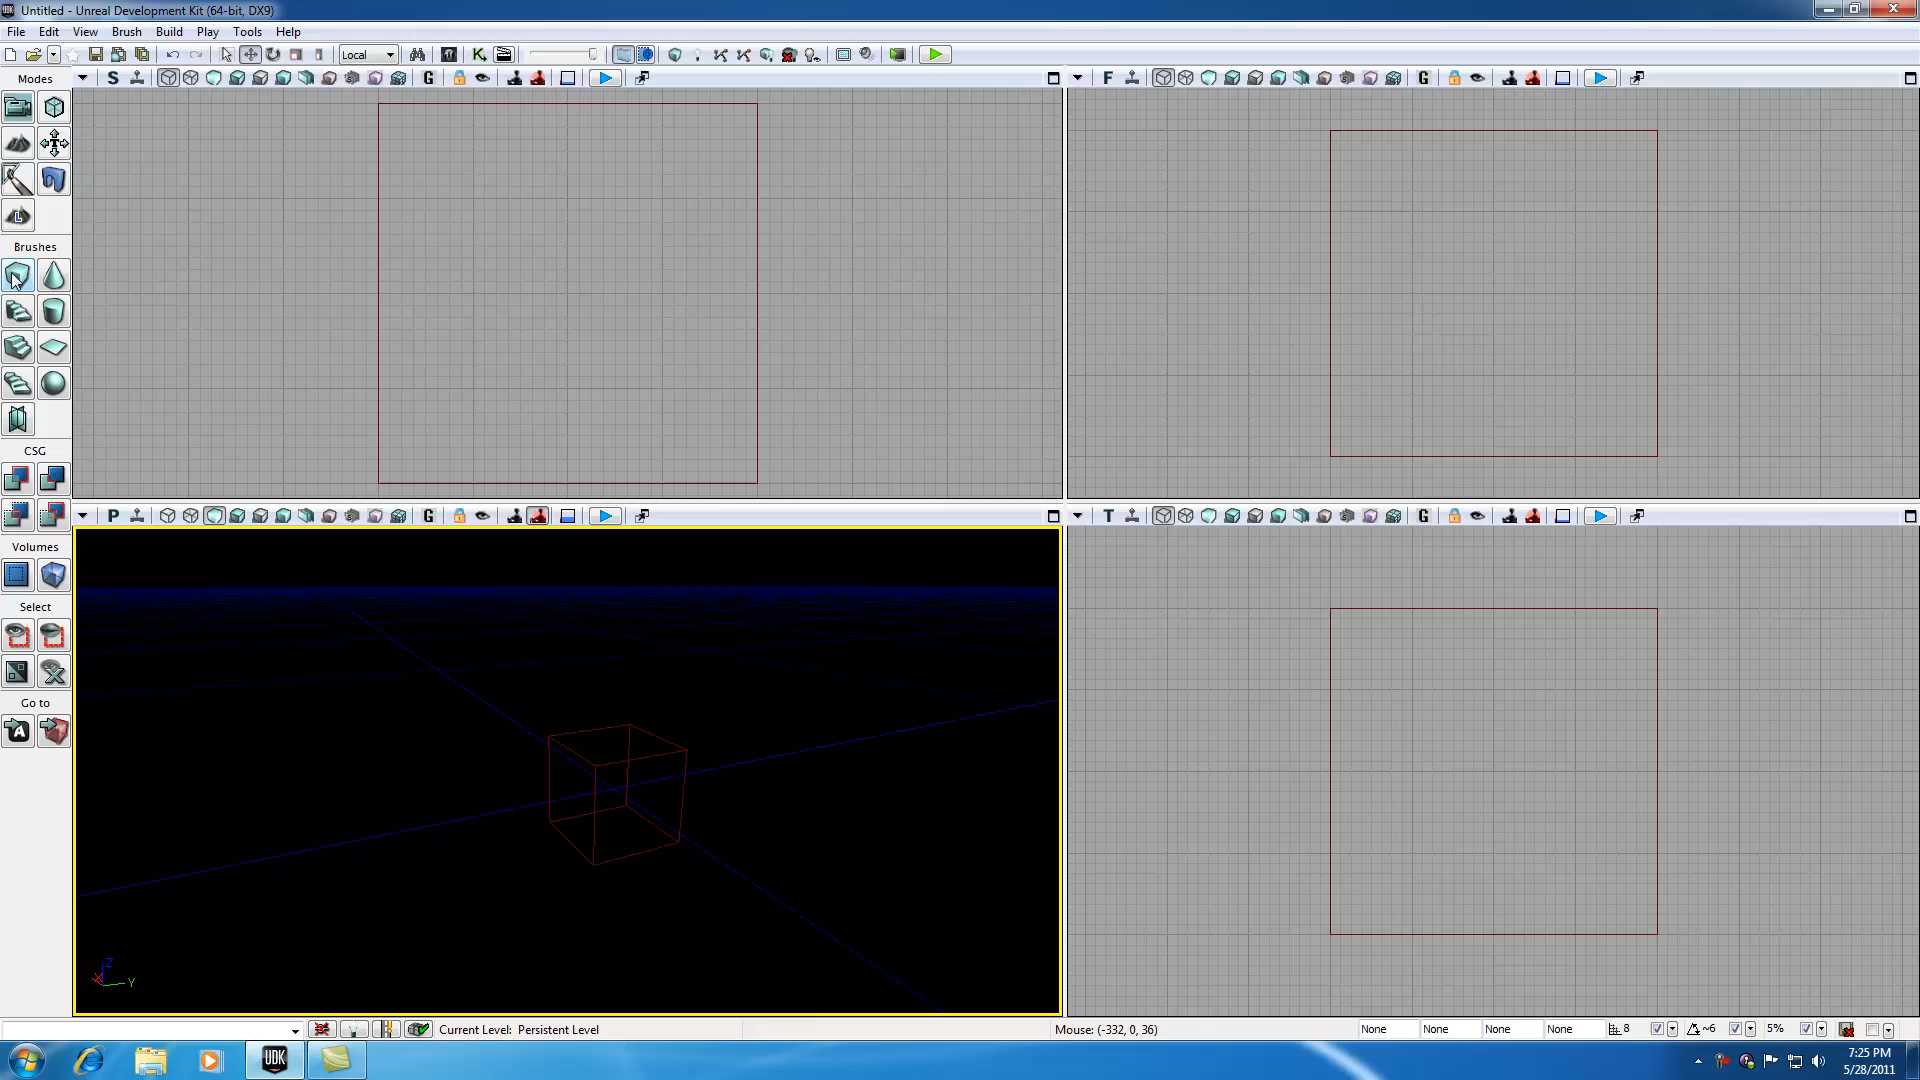 Untitled - Unreal Development Kit (64-bit, DX9)
File Edit View Brush Build Play Tools Help
Local
Modes
S G
F G
L
Brushes
CSG
P G
T G
Volumes
Select
Go to
A
Z
X
Y
Current Level: Persistent Level
Mouse: (-332, 0, 36)
None None None None 8 ~6 5%
UDK
7:25 PM
5/28/2011